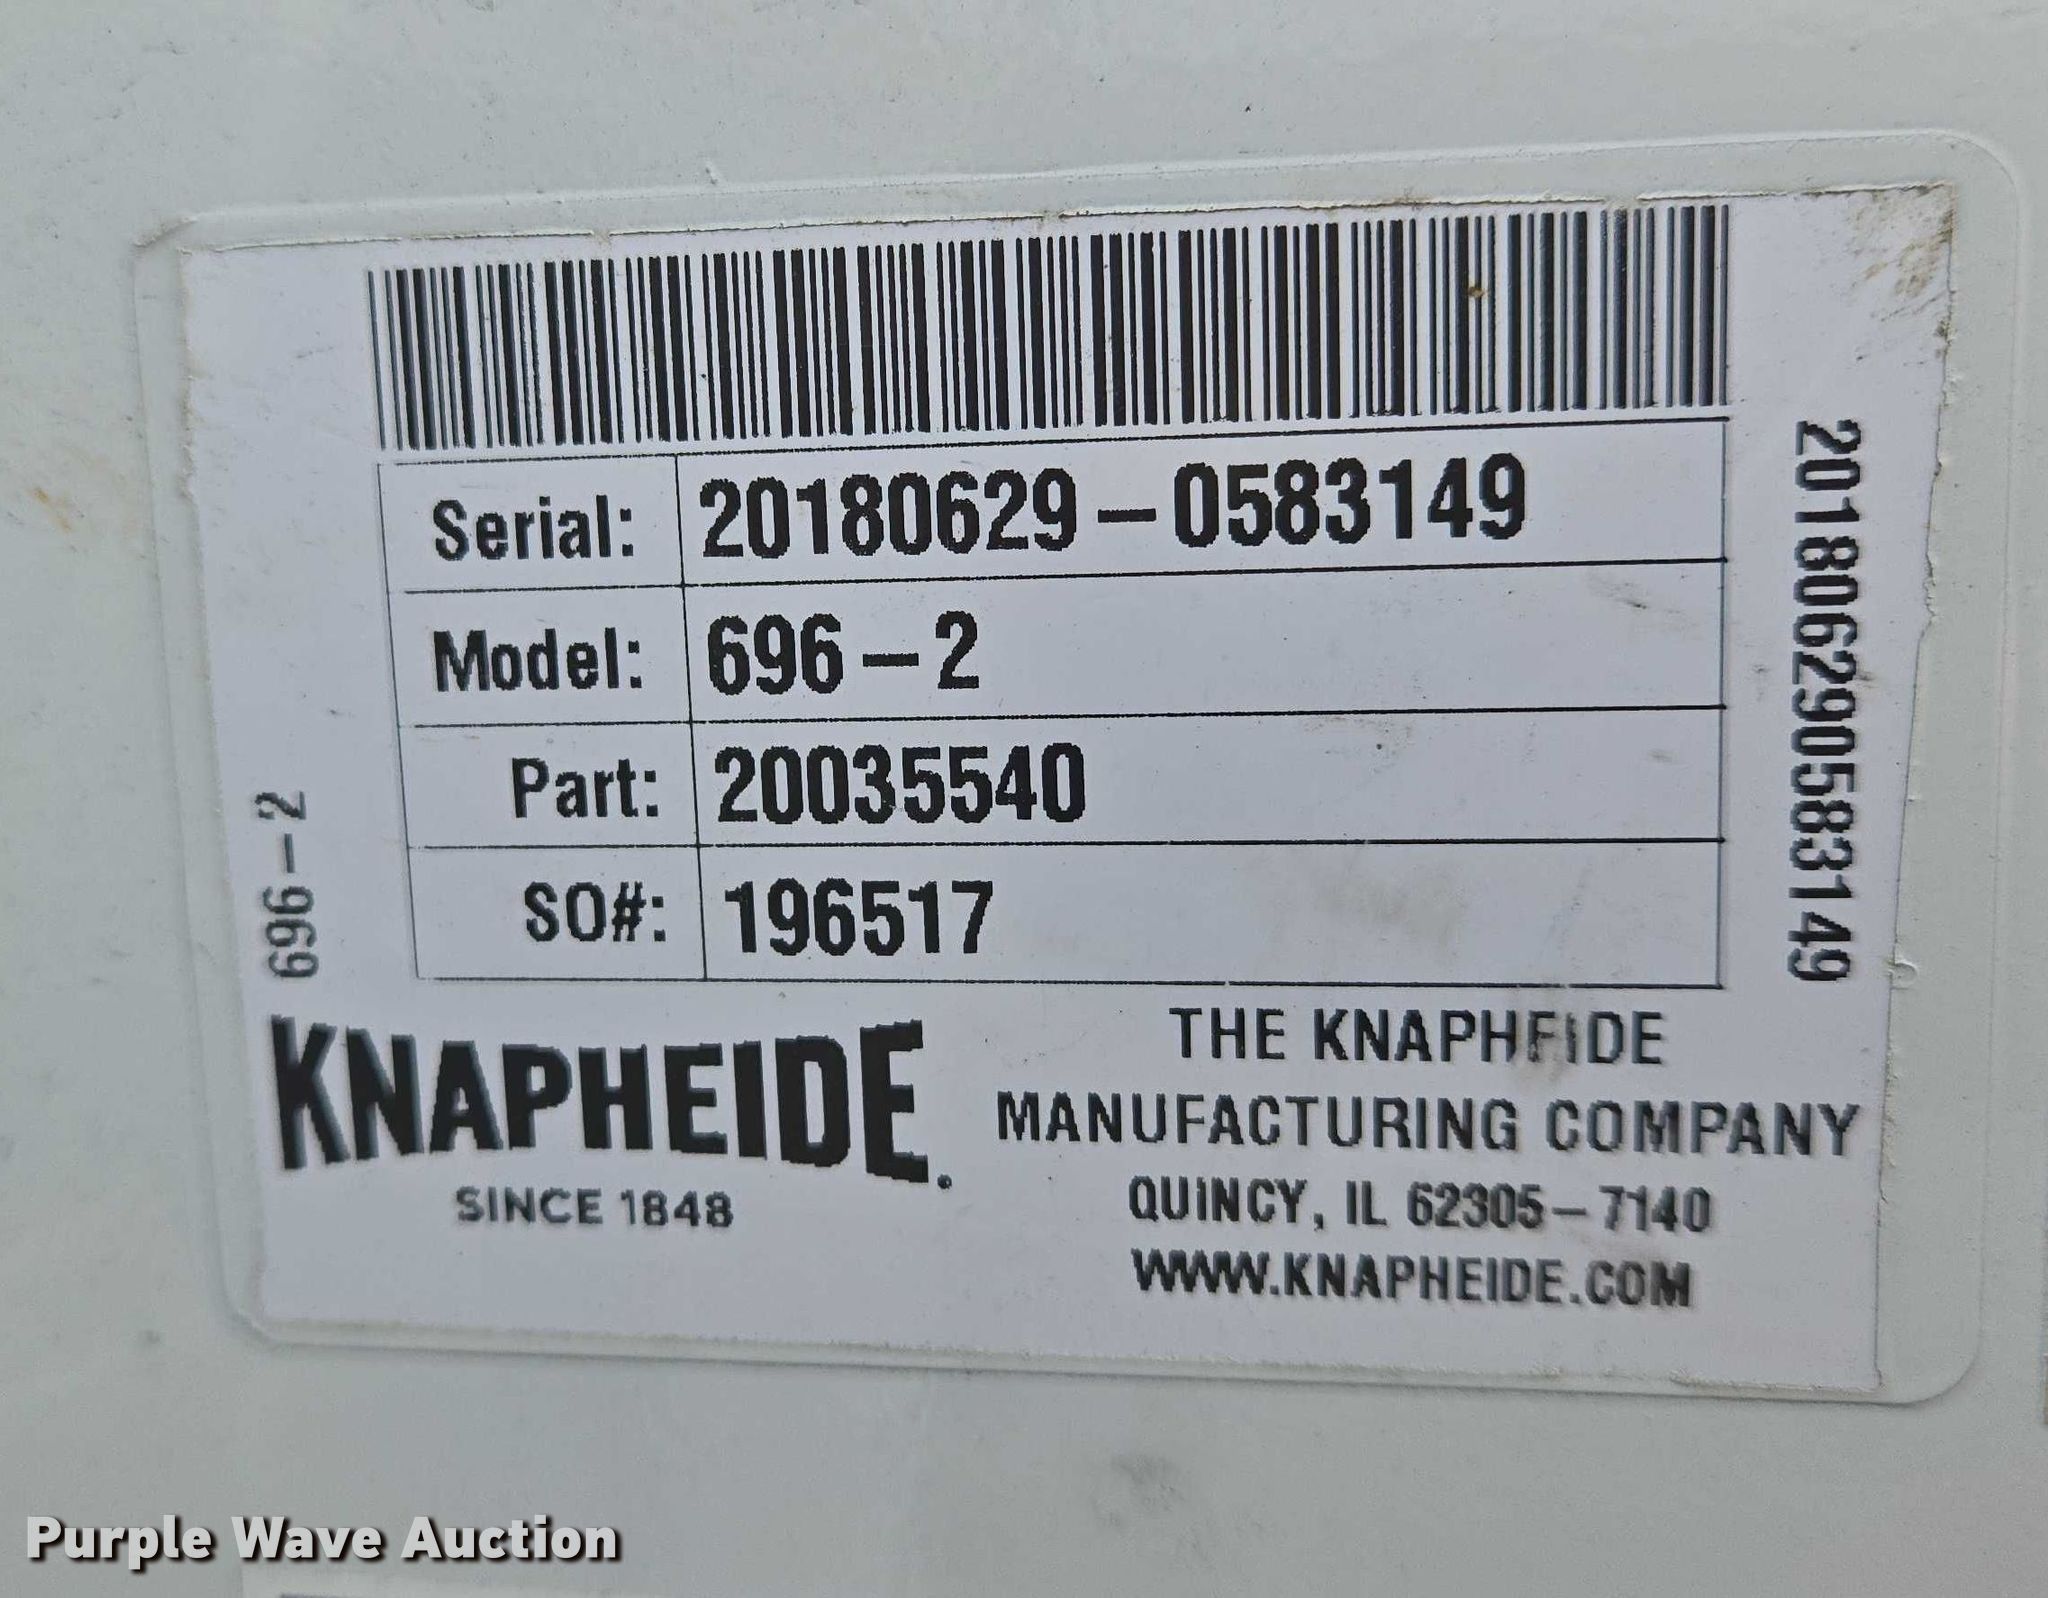 Serial: 20180629-0583149
Model: 696-2
Part: 20035540
SO#: 196517
201806290583149
696-2
KNAPHEIDE.
SINCE 1848
THE KNAPHEIDE
MANUFACTURING COMPANY
QUINCY, IL 62305-7140
WWW.KNAPHEIDE.COM
Purple Wave Auction